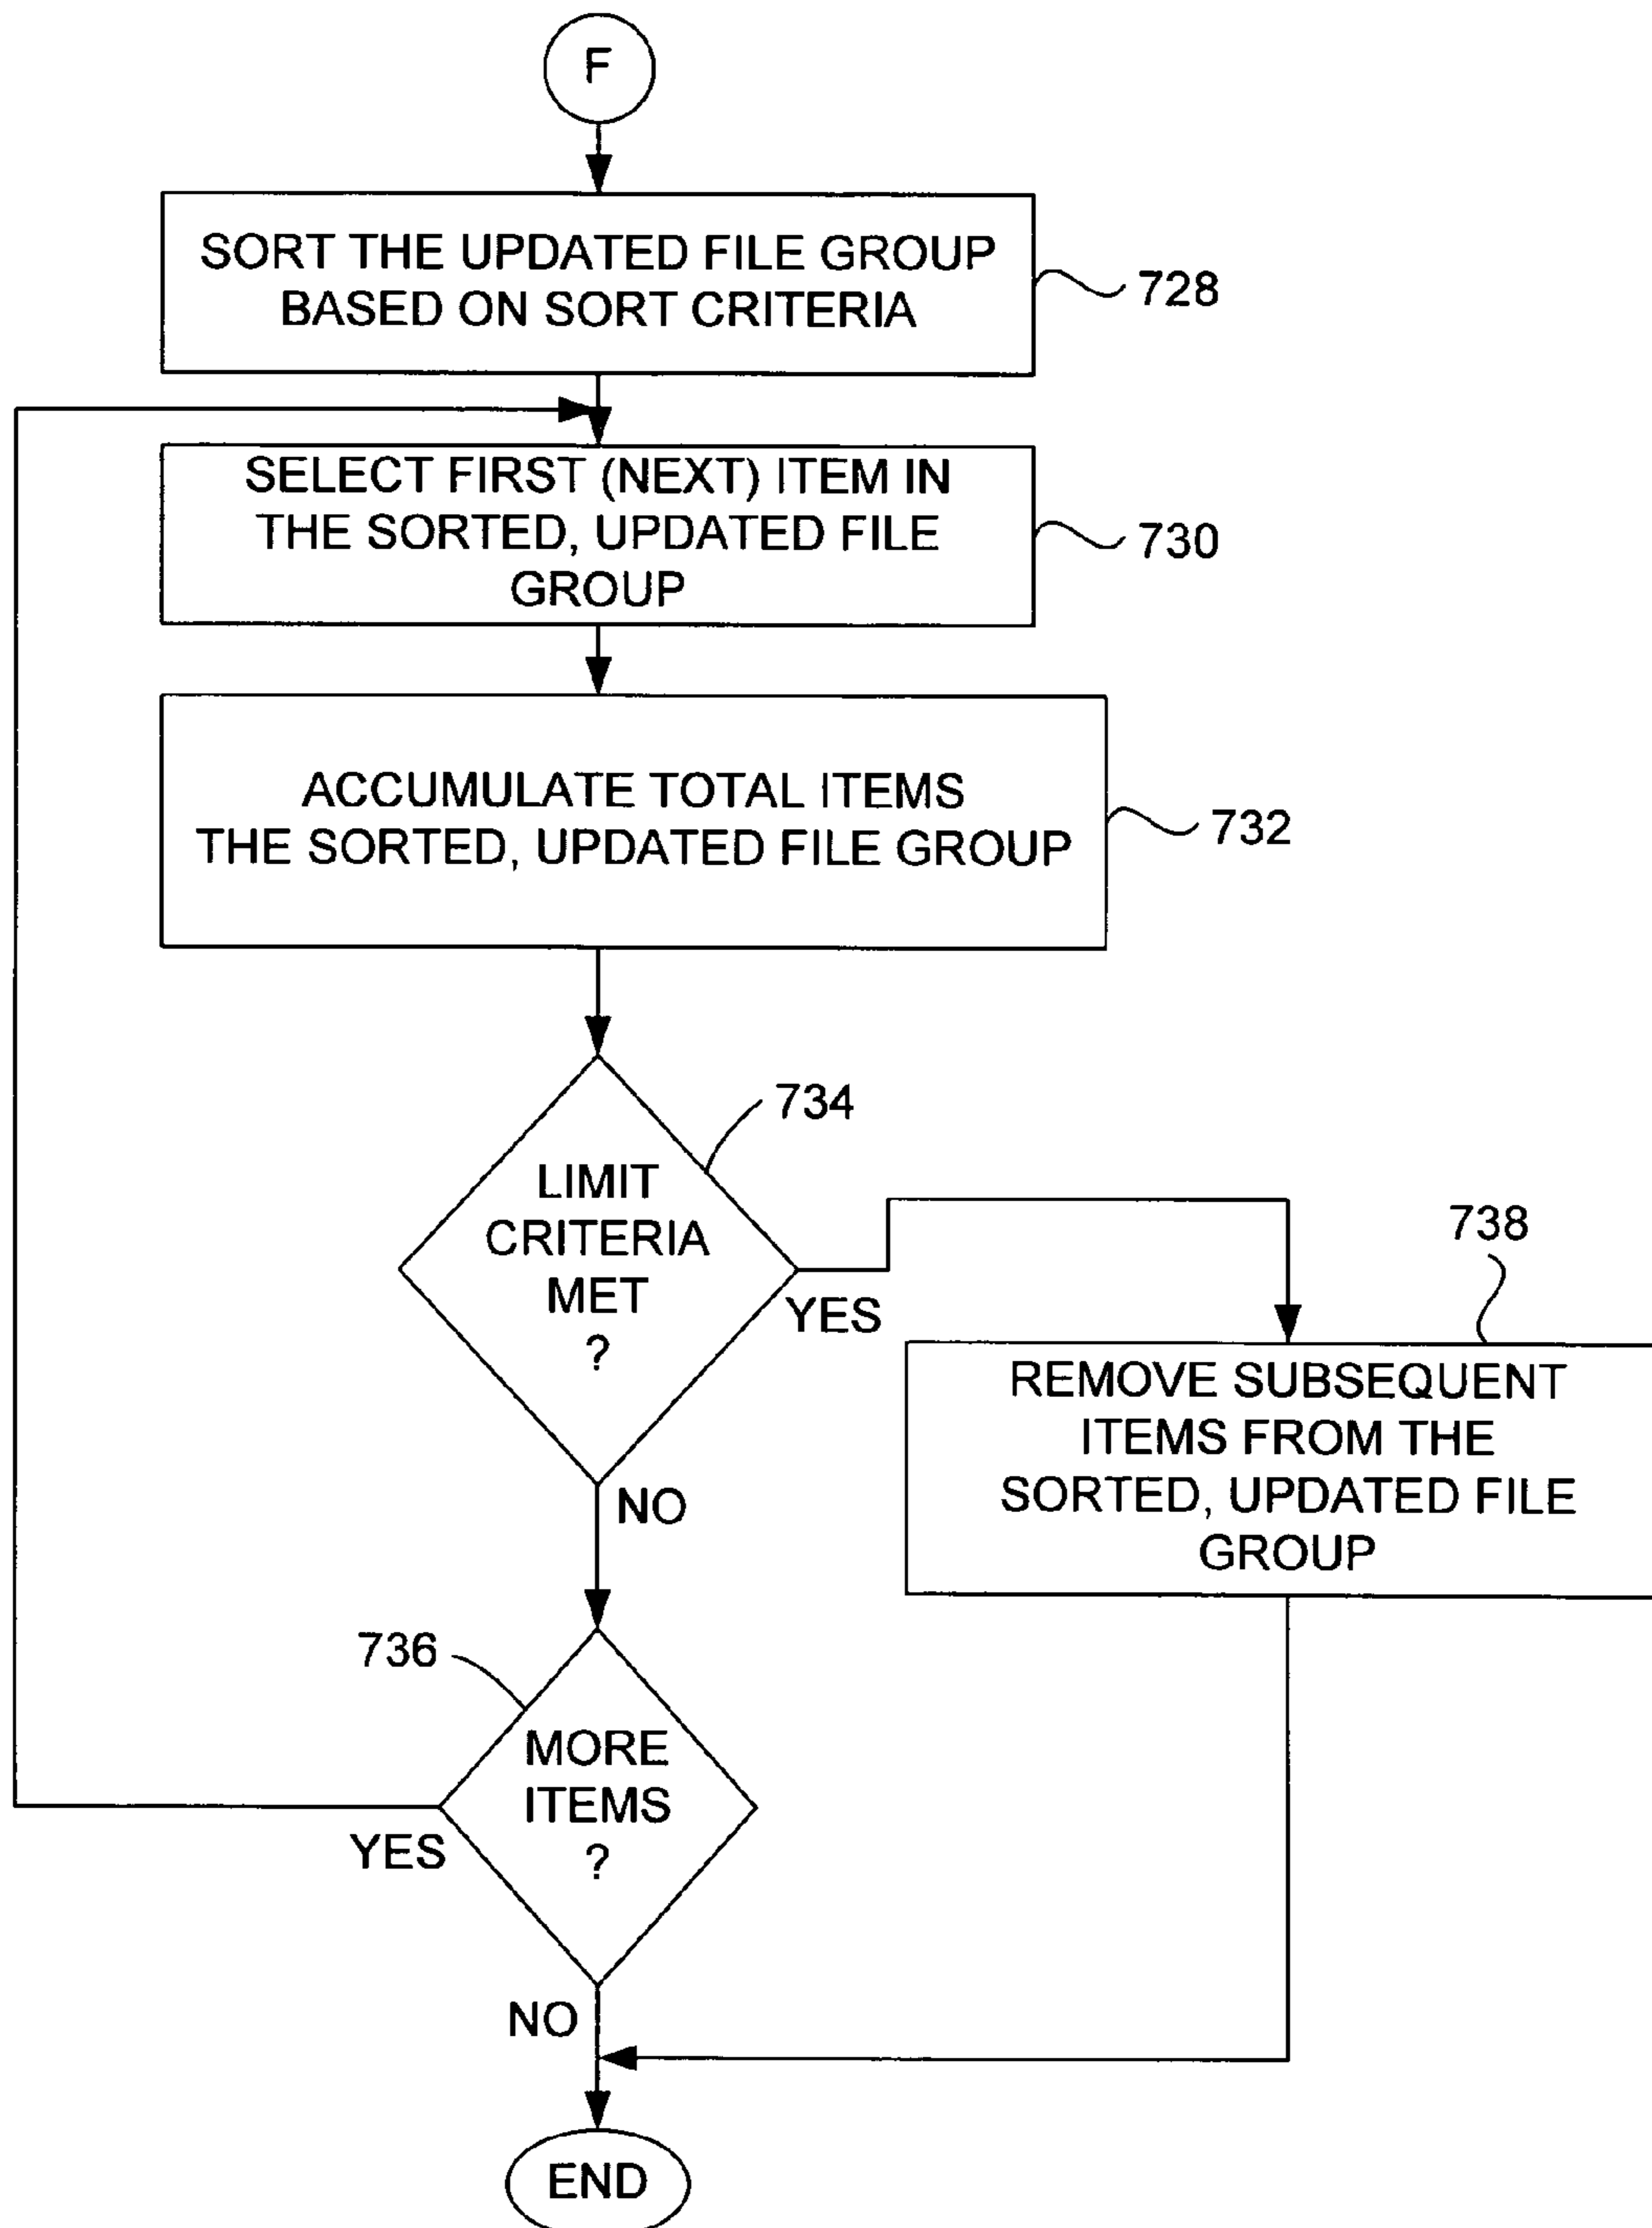 F
SORT THE UPDATED FILE GROUP
BASED ON SORT CRITERIA
728
SELECT FIRST (NEXT) ITEM IN
THE SORTED, UPDATED FILE
GROUP
730
ACCUMULATE TOTAL ITEMS
THE SORTED, UPDATED FILE GROUP
732
734
LIMIT
CRITERIA
MET
?
YES
NO
738
REMOVE SUBSEQUENT
ITEMS FROM THE
SORTED, UPDATED FILE
GROUP
736
MORE
ITEMS
?
YES
NO
END